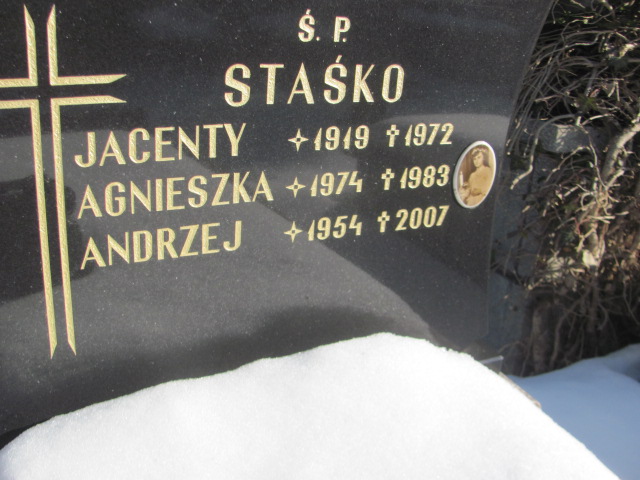 Ś. P.
STAŚKO
JACENTY ✧1919 ✝1972
AGNIESZKA ✧1974 ✝1983
ANDRZEJ ✧1954 ✝2007